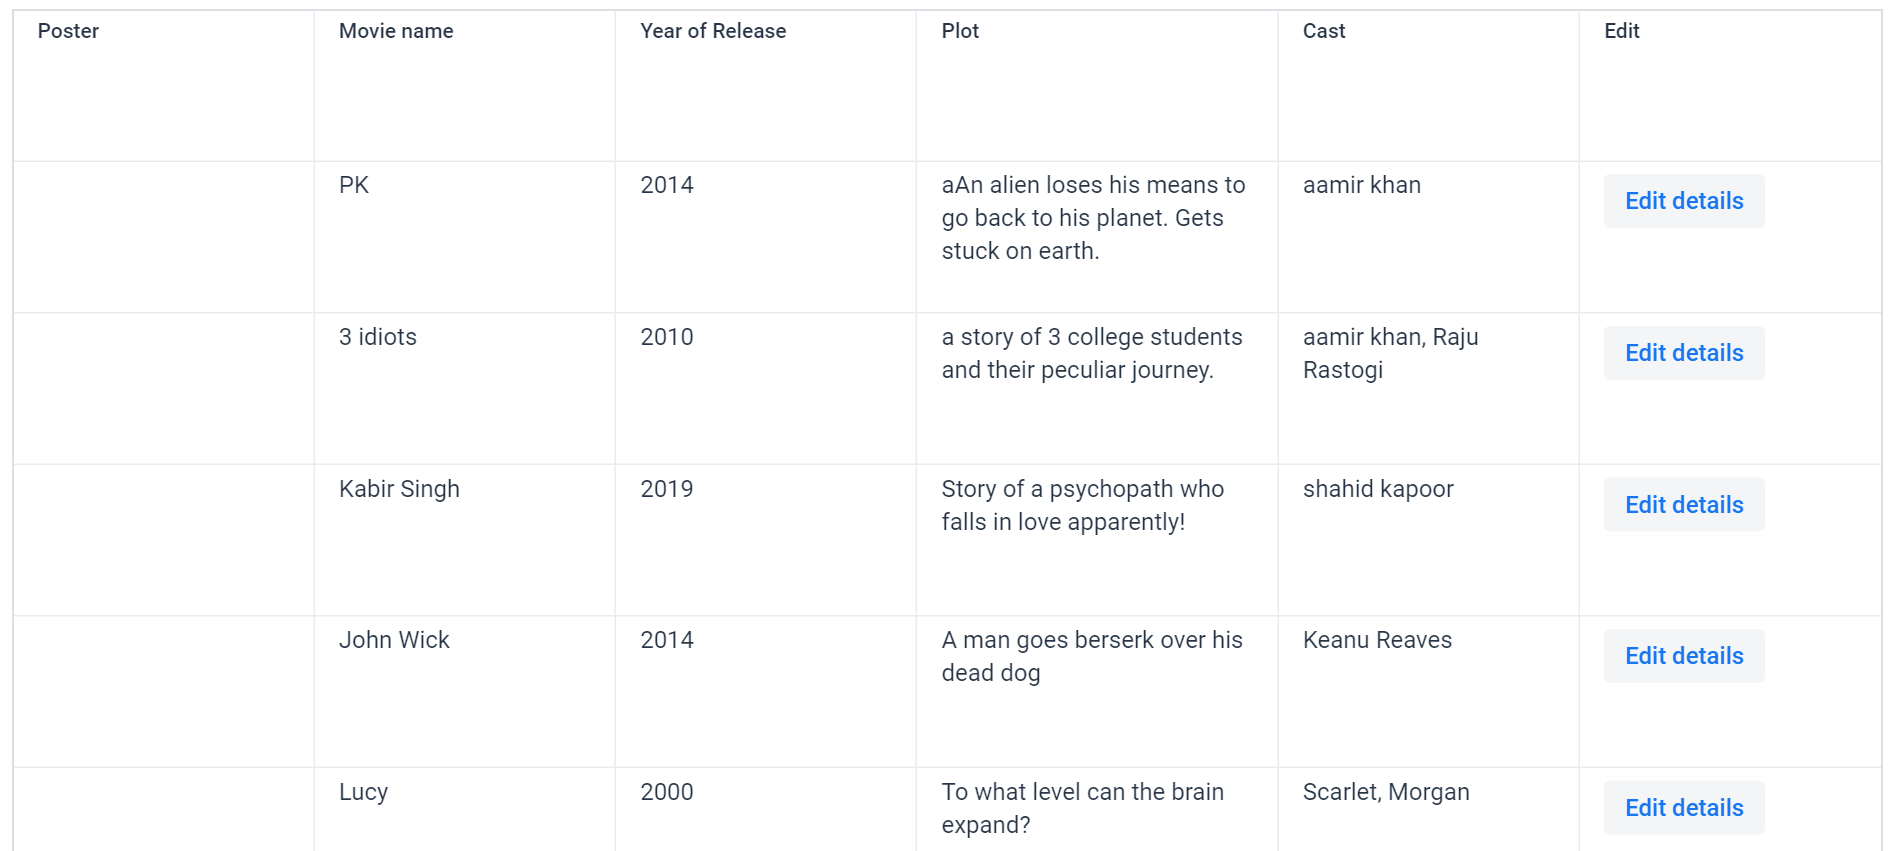 Poster Movie name Year of Release Plot Cast Edit
PK 2014 aAn alien loses his means to aamir khan Edit details
go back to his planet. Gets
stuck on earth.
3 idiots 2010 a story of 3 college students aamir khan, Raju Edit details
and their peculiar journey. Rastogi
Kabir Singh 2019 Story of a psychopath who shahid kapoor Edit details
falls in love apparently!
John Wick 2014 A man goes berserk over his Keanu Reaves Edit details
dead dog
Lucy 2000 To what level can the brain Scarlet, Morgan Edit details
expand?